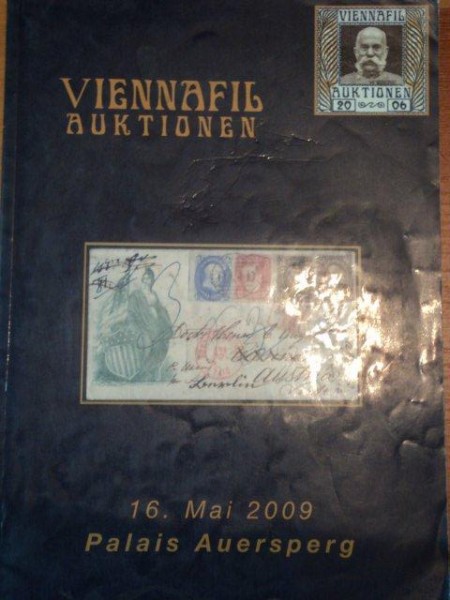 VIENNAFIL
AUKTIONEN
VIENNAFIL
AUKTIONEN
20 06
16. Mai 2009
Palais Auersperg